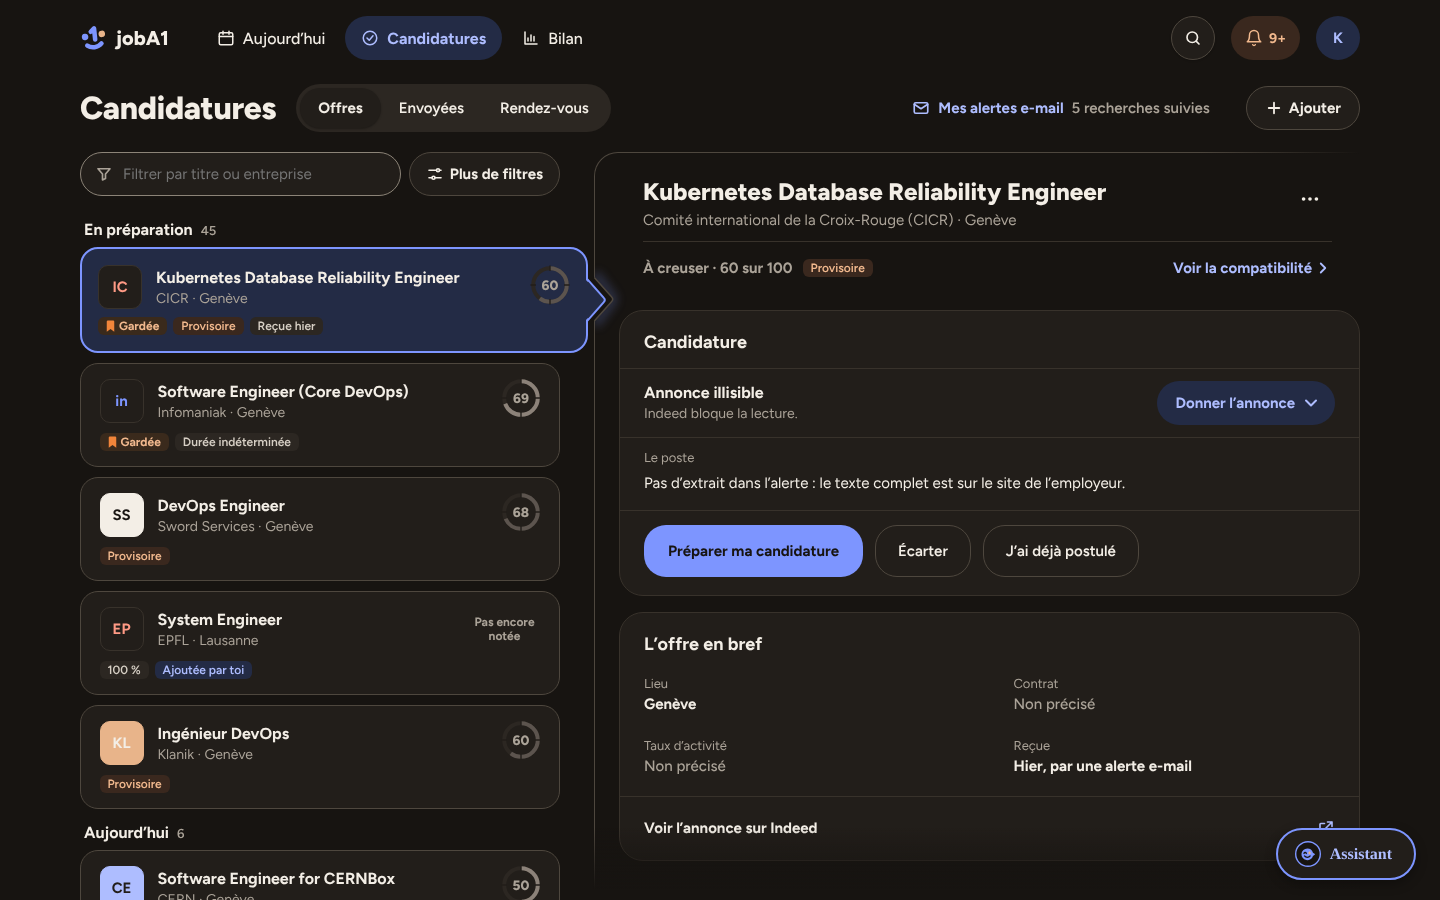 jobA1
Aujourd’hui
Candidatures
Bilan
9+
K
Candidatures
Offres
Envoyées
Rendez-vous
Mes alertes e-mail 5 recherches suivies
Ajouter
Filtrer par titre ou entreprise
Plus de filtres
En préparation 45
IC
Kubernetes Database Reliability Engineer
CICR · Genève
60
Gardée
Provisoire
Reçue hier
in
Software Engineer (Core DevOps)
Infomaniak · Genève
69
Gardée
Durée indéterminée
SS
DevOps Engineer
Sword Services · Genève
68
Provisoire
EP
System Engineer
EPFL · Lausanne
Pas encore
notée
100 %
Ajoutée par toi
KL
Ingénieur DevOps
Klanik · Genève
60
Provisoire
Aujourd’hui 6
CE
Software Engineer for CERNBox
CERN · Genève
50
Kubernetes Database Reliability Engineer
Comité international de la Croix-Rouge (CICR) · Genève
À creuser · 60 sur 100
Provisoire
Voir la compatibilité
Candidature
Annonce illisible
Indeed bloque la lecture.
Donner l’annonce
Le poste
Pas d’extrait dans l’alerte : le texte complet est sur le site de l’employeur.
Préparer ma candidature
Écarter
J’ai déjà postulé
L’offre en bref
Lieu
Genève
Contrat
Non précisé
Taux d’activité
Non précisé
Reçue
Hier, par une alerte e-mail
Voir l’annonce sur Indeed
Assistant